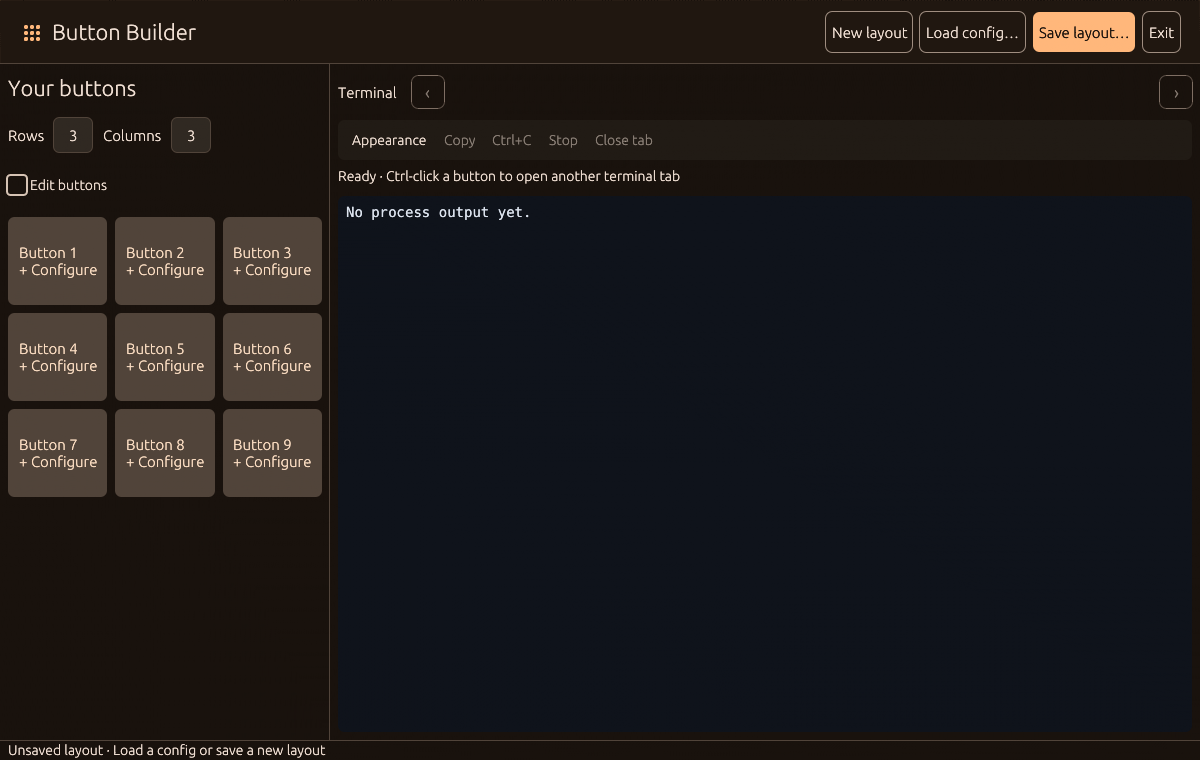 Button Builder
New layout
Load config…
Save layout…
Exit
Your buttons
Rows 3 Columns 3
Edit buttons
Button 1
+ Configure
Button 2
+ Configure
Button 3
+ Configure
Button 4
+ Configure
Button 5
+ Configure
Button 6
+ Configure
Button 7
+ Configure
Button 8
+ Configure
Button 9
+ Configure
Terminal ‹ ›
Appearance Copy Ctrl+C Stop Close tab
Ready · Ctrl-click a button to open another terminal tab
No process output yet.
Unsaved layout · Load a config or save a new layout